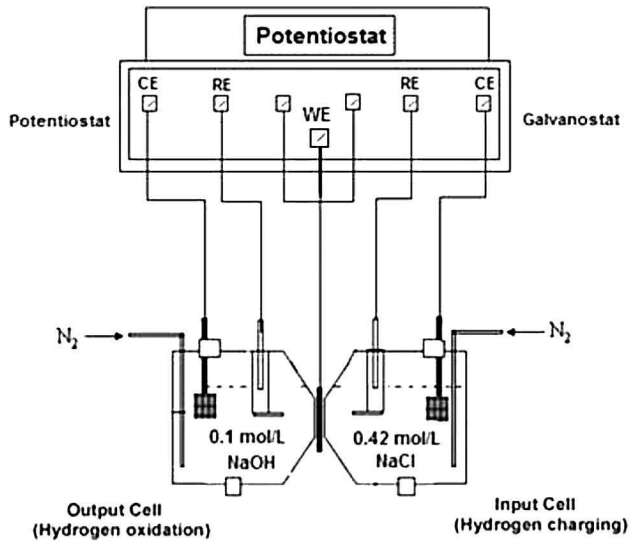 Potentiostat
CE
RE
RE
CE
WE
Potentiostat
Galvanostat
N₂
N₂
0.1 mol/L
NaOH
0.42 mol/L
NaCl
Output Cell
(Hydrogen oxidation)
Input Cell
(Hydrogen charging)